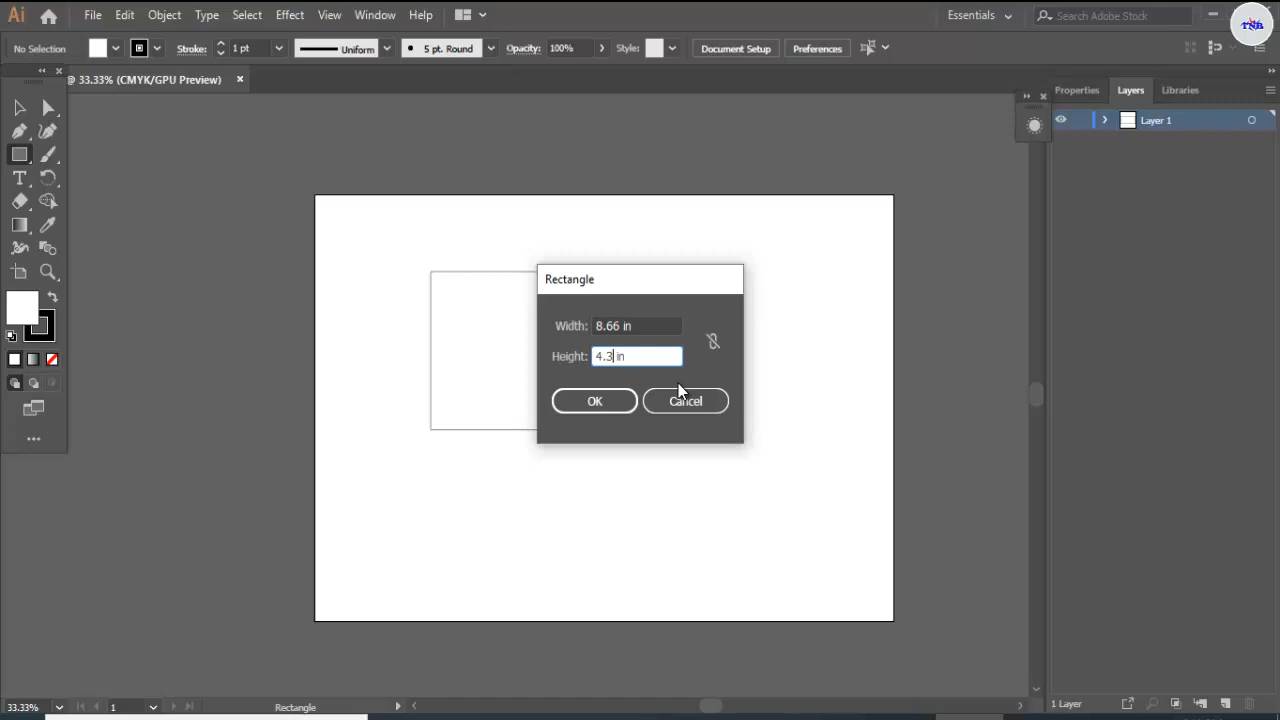 Ai File Edit Object Type Select Effect View Window Help Essentials Search Adobe Stock
TNB
No Selection Stroke: 1 pt Uniform 5 pt. Round Opacity: 100% Style: Document Setup Preferences
@ 33.33% (CMYK/GPU Preview)
Properties Layers Libraries
Layer 1
Rectangle
Width: 8.66 in
Height: 4.3 in
OK Cancel
33.33% 1 Rectangle 1 Layer